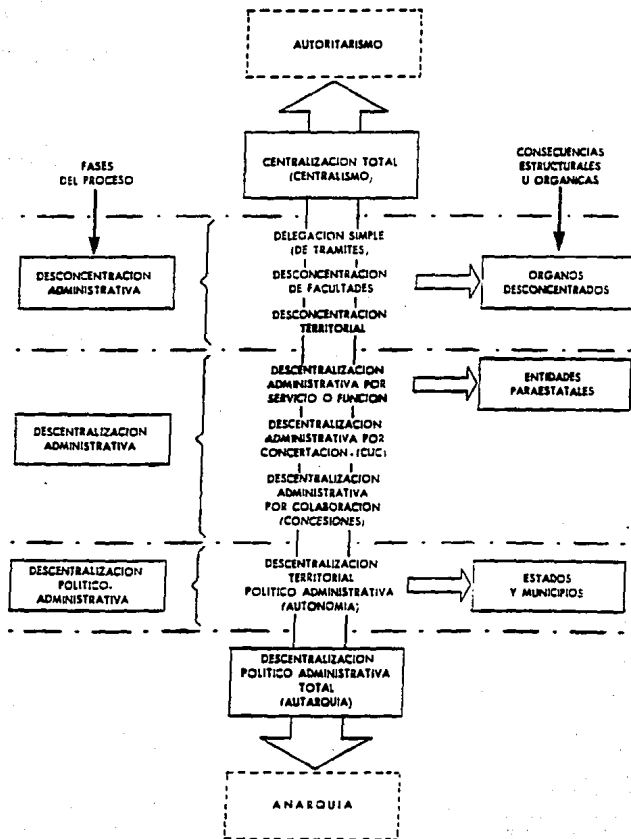 AUTORITARISMO
FASES
DEL PROCESO
CENTRALIZACION TOTAL
(CENTRALISMO)
CONSECUENCIAS
ESTRUCTURALES
U ORGANICAS
DESCONCENTRACION
ADMINISTRATIVA
DELEGACION SIMPLE
(DE TRAMITES,
DESCONCENTRACION
DE FACULTADES
DESCONCENTRACION
TERRITORIAL
ORGANOS
DESCONCENTRADOS
DESCENTRALIZACION
ADMINISTRATIVA
DESCENTRALIZACION
ADMINISTRATIVA POR
SERVICIO O FUNCION
DESCENTRALIZACION
ADMINISTRATIVA POR
CONCERTACION.(CUC)
DESCENTRALIZACION
ADMINISTRATIVA
POR COLABORACION
(CONCESIONES)
ENTIDADES
PARAESTATALES
DESCENTRALIZACION
POLITICO-
ADMINISTRATIVA
DESCENTRALIZACION
TERRITORIAL
POLITICO ADMINISTRATIVA
(AUTONOMIA;
ESTADOS
Y MUNICIPIOS
DESCENTRALIZACION
POLITICO ADMINISTRATIVA
TOTAL
(AUTARQUIA)
ANARQUIA